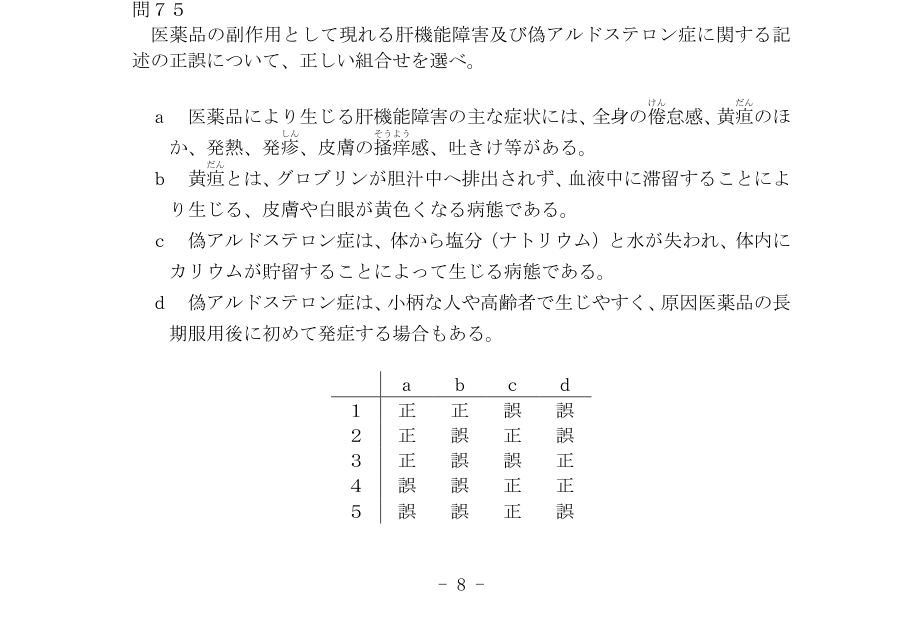 問７５
医薬品の副作用として現れる肝機能障害及び偽アルドステロン症に関する記
述の正誤について、正しい組合せを選べ。
a　医薬品により生じる肝機能障害の主な症状には、全身の倦怠感、黄疸のほ
か、発熱、発疹、皮膚の掻痒感、吐きけ等がある。
b　黄疸とは、グロブリンが胆汁中へ排出されず、血液中に滞留することによ
り生じる、皮膚や白眼が黄色くなる病態である。
c　偽アルドステロン症は、体から塩分（ナトリウム）と水が失われ、体内に
カリウムが貯留することによって生じる病態である。
d　偽アルドステロン症は、小柄な人や高齢者で生じやすく、原因医薬品の長
期服用後に初めて発症する場合もある。
a b c d
1 正 正 誤 誤
2 正 誤 正 誤
3 正 誤 誤 正
4 誤 誤 正 正
5 誤 誤 正 誤
- 8 -